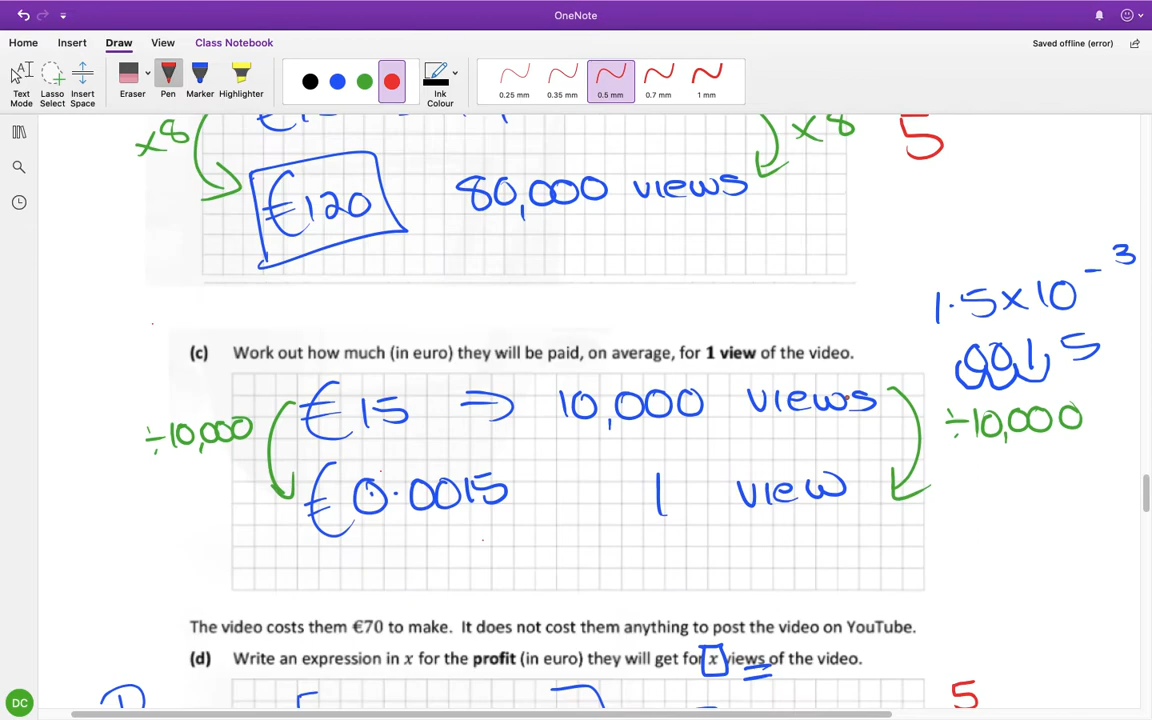 OneNote
Home Insert Draw View Class Notebook
Saved offline (error)
Text Mode
Lasso Select
Insert Space
Eraser
Pen
Marker
Highlighter
Ink Colour
0.25 mm
0.35 mm
0.5 mm
0.7 mm
1 mm
x8
x8
5
€120 80,000 views
1.5x10⁻³
001,5
(c) Work out how much (in euro) they will be paid, on average, for 1 view of the video.
€15 ⇒ 10,000 views
÷10,000
÷10,000
€0.0015 1 view
The video costs them €70 to make. It does not cost them anything to post the video on YouTube.
(d) Write an expression in x for the profit (in euro) they will get for x views of the video.
5
DC